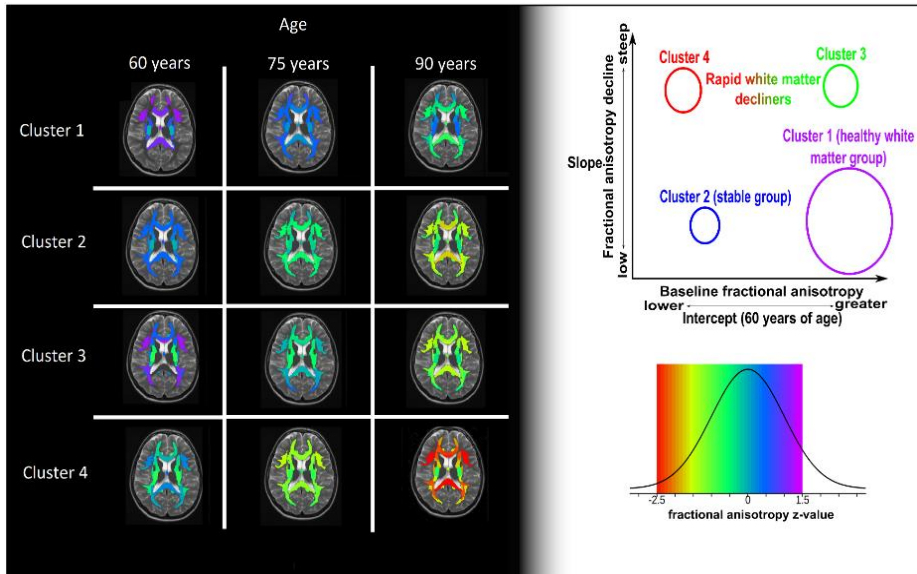 Age
60 years
75 years
90 years
Cluster 1
Cluster 2
Cluster 3
Cluster 4
steep
Fractional anisotropy decline
Slope
low
Cluster 4
Cluster 3
Rapid white matter
decliners
Cluster 1 (healthy white
matter group)
Cluster 2 (stable group)
Baseline fractional anisotropy
lower
greater
Intercept (60 years of age)
-2.5
0
1.5
fractional anisotropy z-value